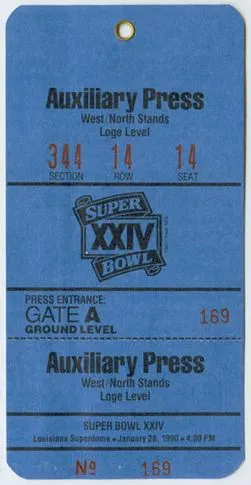 Auxiliary Press
West/North Stands
Loge Level
344 14 14
SECTION ROW SEAT
SUPER
XXIV
BOWL
PRESS ENTRANCE:
GATE A 169
GROUND LEVEL
Auxiliary Press
West/North Stands
Loge Level
SUPER BOWL XXIV
Louisiana Superdome • January 28, 1990 • 4:00 PM
No 169